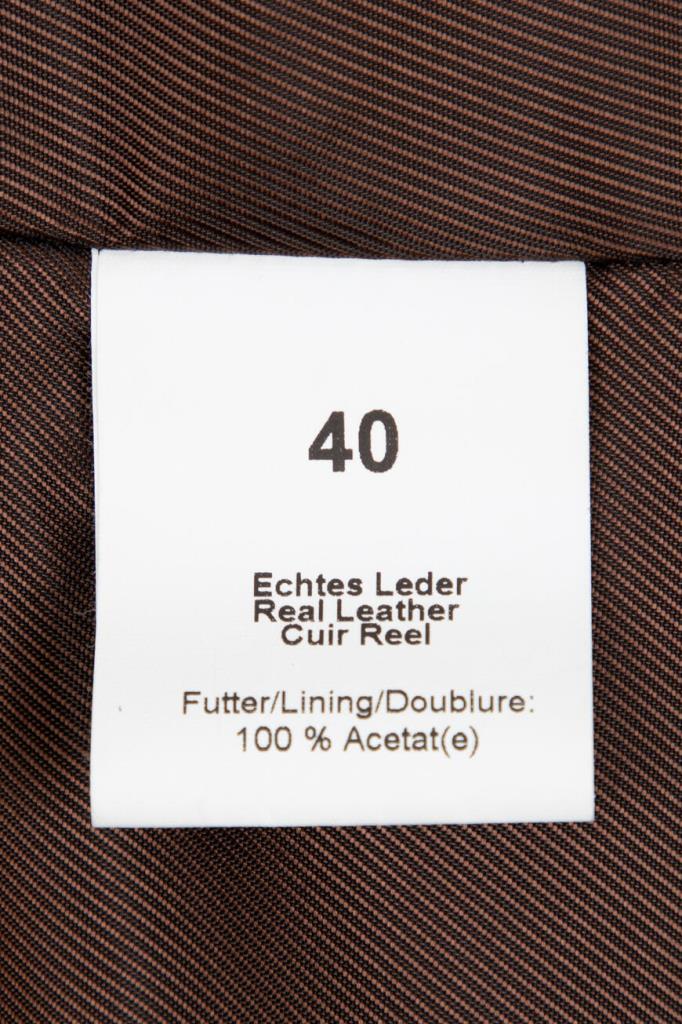 40
Echtes Leder
Real Leather
Cuir Reel
Futter/Lining/Doublure:
100 % Acetat(e)